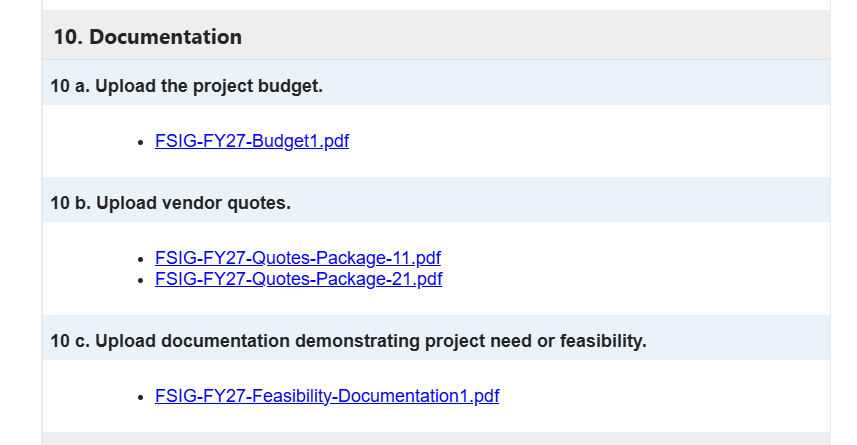 10. Documentation
10 a. Upload the project budget.
FSIG-FY27-Budget1.pdf
10 b. Upload vendor quotes.
FSIG-FY27-Quotes-Package-11.pdf
FSIG-FY27-Quotes-Package-21.pdf
10 c. Upload documentation demonstrating project need or feasibility.
FSIG-FY27-Feasibility-Documentation1.pdf